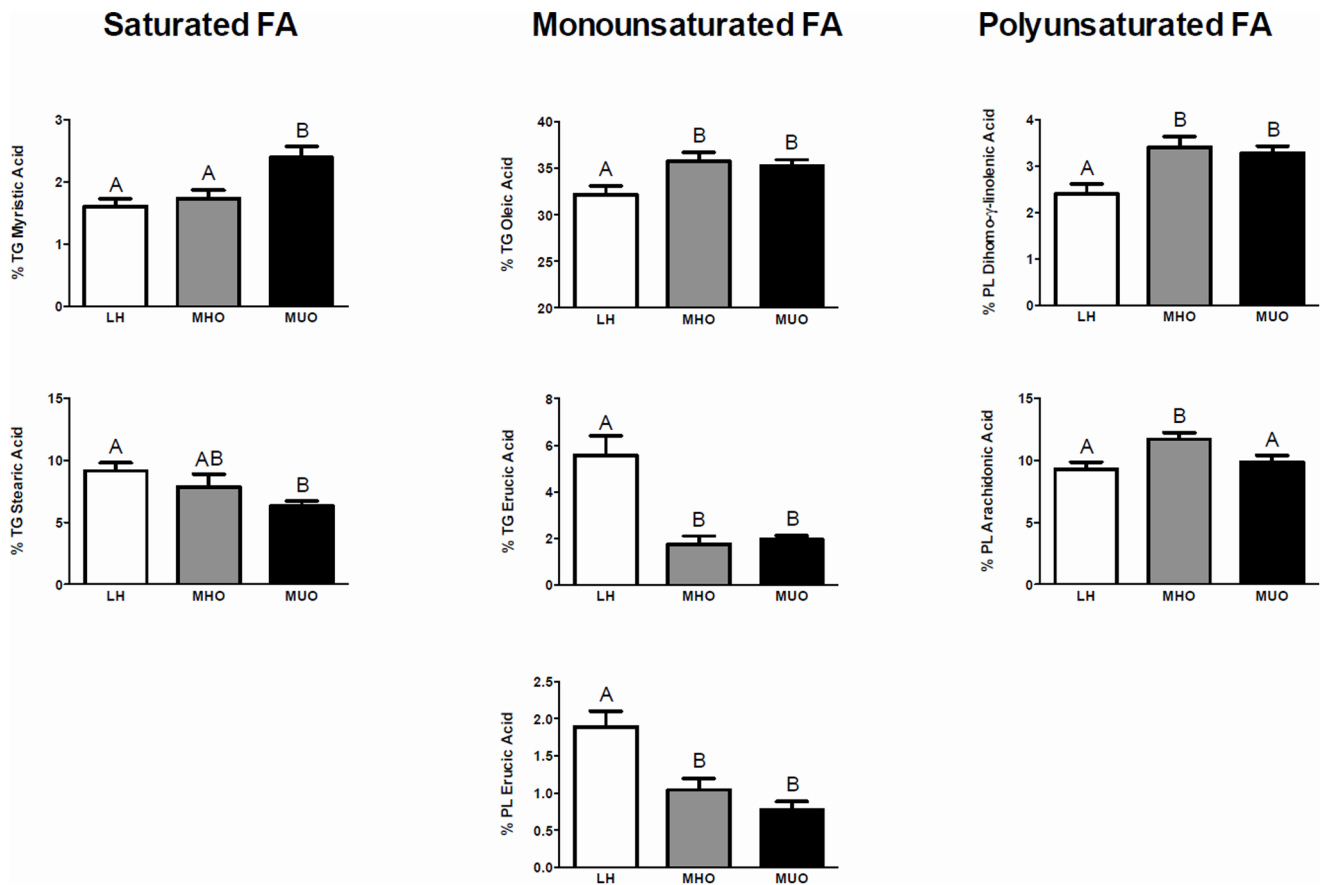 Saturated FA
Monounsaturated FA
Polyunsaturated FA
% TG Myristic Acid
3
2
1
0
A
A
B
LH
MHO
MUO
% TG Oleic Acid
40
35
30
25
20
A
B
B
LH
MHO
MUO
% PL Dihomo-γ-linolenic Acid
4
3
2
1
0
A
B
B
LH
MHO
MUO
% TG Stearic Acid
15
10
5
0
A
AB
B
LH
MHO
MUO
% TG Erucic Acid
8
6
4
2
0
A
B
B
LH
MHO
MUO
% PL Arachidonic Acid
15
10
5
0
A
B
A
LH
MHO
MUO
% PL Erucic Acid
2.5
2.0
1.5
1.0
0.5
0.0
A
B
B
LH
MHO
MUO